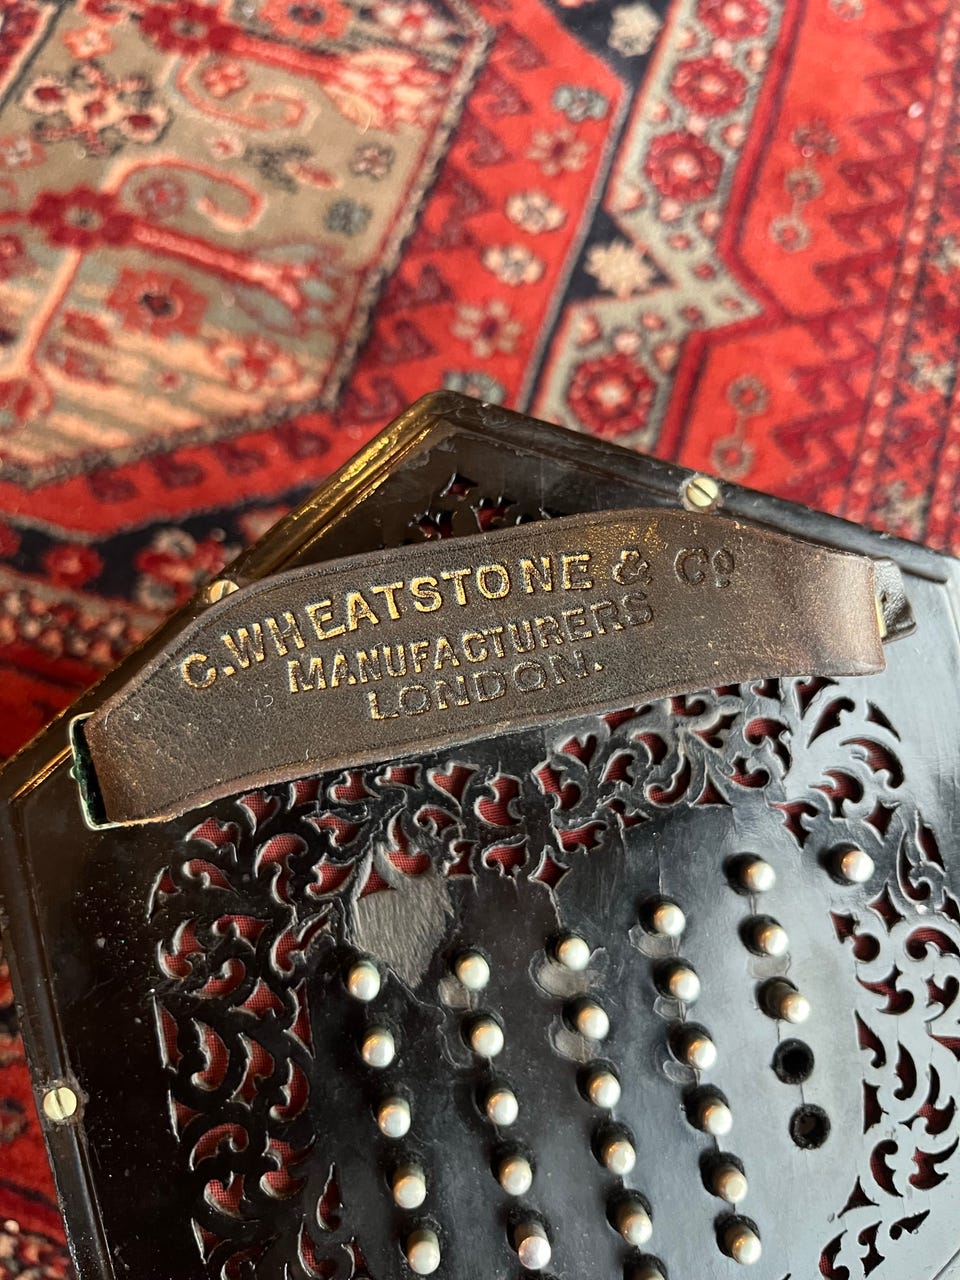 C. WHEATSTONE & Co
MANUFACTURERS
LONDON.